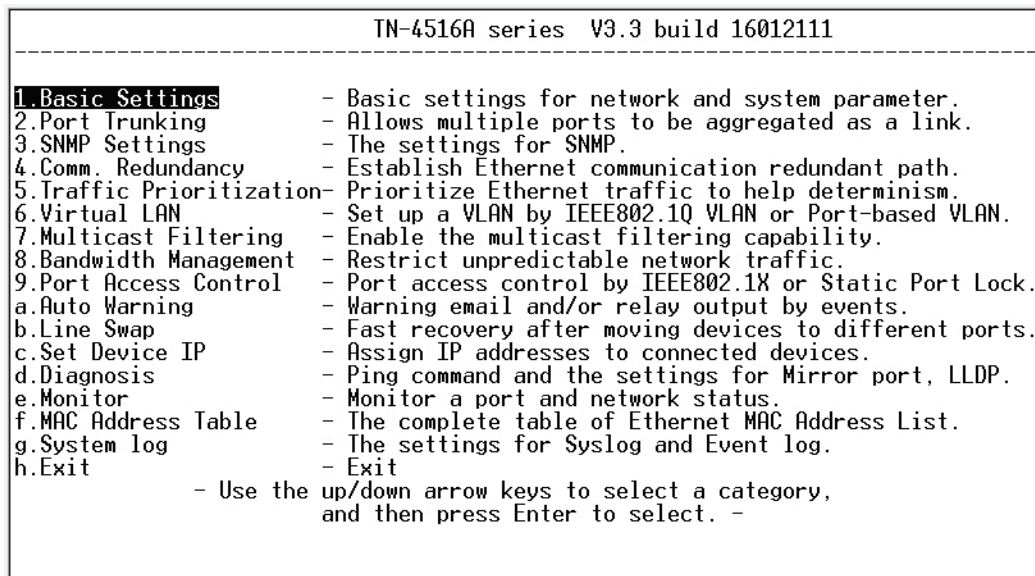 TN-4516A series V3.3 build 16012111
1.Basic Settings - Basic settings for network and system parameter.
2.Port Trunking - Allows multiple ports to be aggregated as a link.
3.SNMP Settings - The settings for SNMP.
4.Comm. Redundancy - Establish Ethernet communication redundant path.
5.Traffic Prioritization- Prioritize Ethernet traffic to help determinism.
6.Virtual LAN - Set up a VLAN by IEEE802.1Q VLAN or Port-based VLAN.
7.Multicast Filtering - Enable the multicast filtering capability.
8.Bandwidth Management - Restrict unpredictable network traffic.
9.Port Access Control - Port access control by IEEE802.1X or Static Port Lock.
a.Auto Warning - Warning email and/or relay output by events.
b.Line Swap - Fast recovery after moving devices to different ports.
c.Set Device IP - Assign IP addresses to connected devices.
d.Diagnosis - Ping command and the settings for Mirror port, LLDP.
e.Monitor - Monitor a port and network status.
f.MAC Address Table - The complete table of Ethernet MAC Address List.
g.System log - The settings for Syslog and Event log.
h.Exit - Exit
- Use the up/down arrow keys to select a category,
and then press Enter to select. -